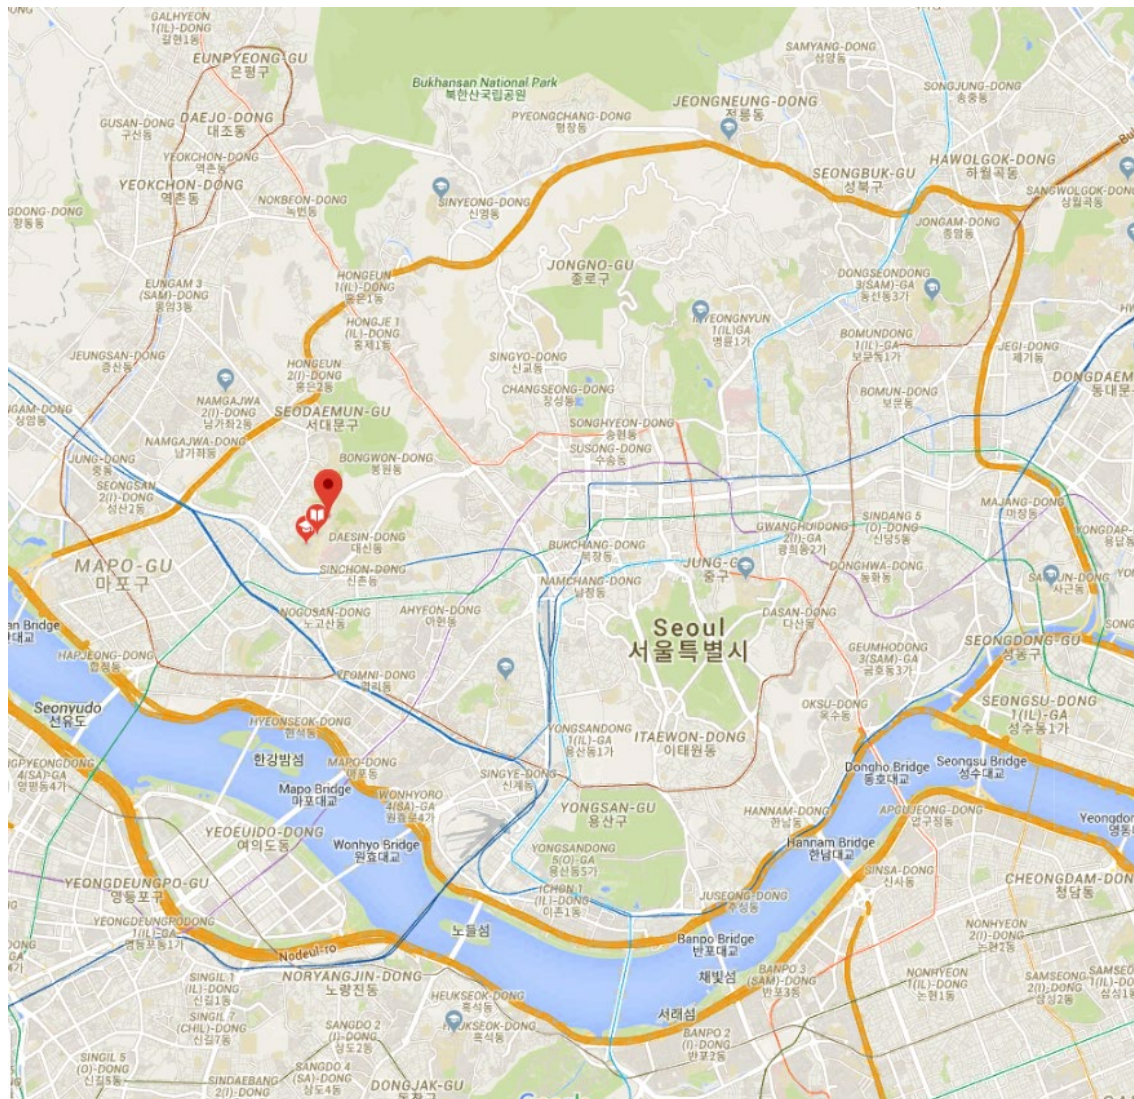 GALHYEON
1(IL)-DONG
갈현1동
EUNPYEONG-GU
은평구
SAMYANG-DONG
삼양동
Bukhansan National Park
북한산국립공원
SONGJUNG-DONG
송중동
JEONGNEUNG-DONG
정릉동
GUSAN-DONG
구산동
DAEJO-DONG
대조동
PYEONGCHANG-DONG
평창동
YEOKCHON-DONG
역촌동
YEOKCHON-DONG
역촌동
HAWOLGOK-DONG
하월곡동
SEONGBUK-GU
성북구
SANGWOLGOK-DONG
상월곡동
NOKBEON-DONG
녹번동
SINYEONG-DONG
신영동
JONGAM-DONG
종암동
JONGNO-GU
종로구
HONGEUN
1(IL)-DONG
홍은1동
DONGSEONDONG
3(SAM)-GA
동선동3가
EUNGAM 3
(SAM)-DONG
응암3동
HONGJE 1
(IL)-DONG
홍제1동
1(IL)GA
명륜1가
BOMUNDONG
1(IL)-GA
보문동1가
JEGI-DONG
제기동
JEUNGSAN-DONG
증산동
HONGEUN
2(I)-DONG
홍은2동
SINGYO-DONG
신교동
CHANGSEONG-DONG
창성동
BOMUN-DONG
보문동
NAMGAJWA
2(I)-DONG
남가좌2동
SEODAEMUN-GU
서대문구
SONGHYEON-DONG
송현동
NAMGAJWA-DONG
남가좌동
SUSONG-DONG
수송동
JUNG-DONG
중동
BONGWON-DONG
봉원동
SEONGSAN
2(I)-DONG
성산2동
MAJANG-DONG
마장동
SINDANG 5
(O)-DONG
신당5동
GWANGHUIDONG
2(I)-GA
광희동2가
DAESIN-DONG
대신동
BUKCHANG-DONG
북창동
MAPO-GU
마포구
SINCHON-DONG
신촌동
중구
DONGHWA-DONG
동화동
사근동
NAMCHANG-DONG
남창동
NOGOSAN-DONG
노고산동
AHYEON-DONG
아현동
DASAN-DONG
다산동
Seoul
서울특별시
SEONGDONG-GU
성동구
HAPJEONG-DONG
합정동
GEUMHODONG
3(SAM)-GA
금호동3가
YEOMNI-DONG
염리동
Seonyudo
선유도
OKSU-DONG
옥수동
SEONGSU-DONG
1(IL)-GA
성수동1가
HYEONSEOK-DONG
현석동
YONGSANDONG
1(IL)-GA
용산동1가
ITAEWON-DONG
이태원동
한강밤섬
MAPO-DONG
마포동
Dongho Bridge
동호대교
Seongsu Bridge
성수대교
4(SA)-GA
양평동4가
Mapo Bridge
마포대교
SINGYE-DONG
신계동
WONHYORO
4(SA)-GA
원효로4가
YONGSAN-GU
용산구
HANNAM-DONG
한남동
APGUJEONG-DONG
압구정동
YEOEUIDO-DONG
여의도동
Wonhyo Bridge
원효대교
YONGSANDONG
5(O)-GA
용산동5가
Hannam Bridge
한남대교
SINSA-DONG
신사동
YEONGDEUNGPO-GU
영등포구
ICHON 1
(IL)-DONG
이촌1동
JUSEONG-DONG
주성동
CHEONGDAM-DONG
청담동
YEONGDEUNGPODONG
1(IL)-GA
영등포동1가
노들섬
Banpo Bridge
반포대교
NONHYEON
2(I)-DONG
논현2동
Nodeul-ro
NORYANGJIN-DONG
노량진동
채빛섬
BANPO 3
(SAM)-DONG
반포3동
NONHYEON
1(IL)-DONG
논현1동
SAMSEONG
2(I)-DONG
삼성2동
SINGIL 1
(IL)-DONG
신길1동
HEUKSEOK-DONG
흑석동
서래섬
SINGIL 7
(CHIL)-DONG
신길7동
SANGDO 2
(I)-DONG
상도2동
흑석동
BANPO 2
(I)-DONG
반포2동
SINGIL 5
(O)-DONG
신길5동
SANGDO 4
(SA)-DONG
상도4동
SINDAEBANG
2(I)-DONG
DONGJAK-GU